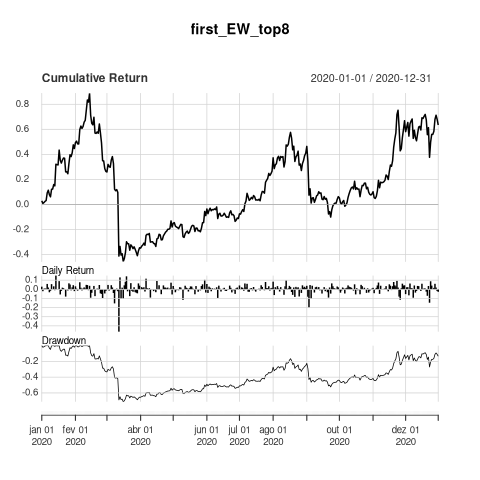 first_EW_top8
Cumulative Return
2020-01-01 / 2020-12-31
0.8
0.6
0.4
0.2
0.0
-0.2
-0.4
Daily Return
0.1
0.0
-0.1
-0.2
-0.3
-0.4
Drawdown
-0.2
-0.4
-0.6
jan 01 fev 01 abr 01 jun 01 jul 01 ago 01 out 01 dez 01
2020 2020 2020 2020 2020 2020 2020 2020